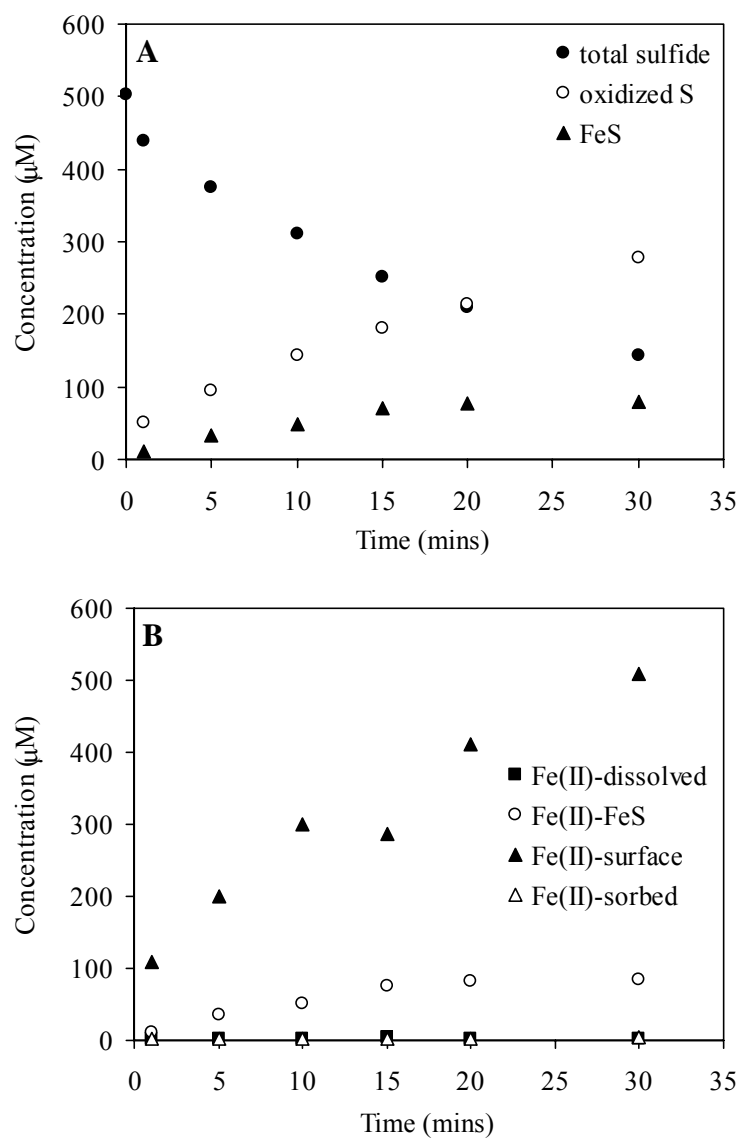 600
500
400
300
200
100
0
Concentration (μM)
A
total sulfide
oxidized S
FeS
0 5 10 15 20 25 30 35
Time (mins)
600
500
400
300
200
100
0
Concentration (μM)
B
Fe(II)-dissolved
Fe(II)-FeS
Fe(II)-surface
Fe(II)-sorbed
0 5 10 15 20 25 30 35
Time (mins)